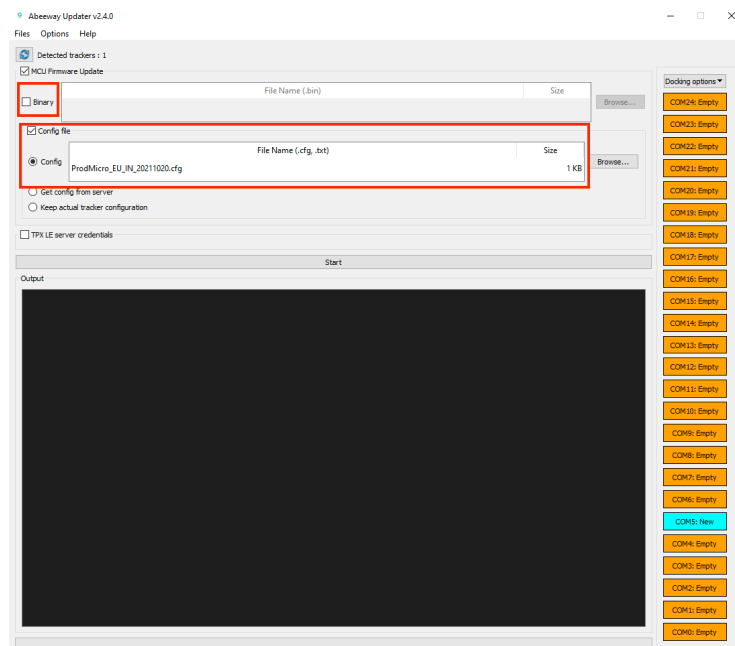 Abeeway Updater v2.4.0
Files Options Help
Detected trackers : 1
MCU Firmware Update
File Name (.bin) Size
Binary
Browse...
Config file
File Name (.cfg, .txt) Size
Config
ProdMicro_EU_IN_20211020.cfg 1 KB
Browse...
Get config from server
Keep actual tracker configuration
TPX LE server credentials
Start
Output
Docking options
COM24: Empty
COM23: Empty
COM22: Empty
COM21: Empty
COM20: Empty
COM19: Empty
COM18: Empty
COM17: Empty
COM16: Empty
COM15: Empty
COM14: Empty
COM13: Empty
COM12: Empty
COM11: Empty
COM10: Empty
COM9: Empty
COM8: Empty
COM7: Empty
COM6: Empty
COM5: New
COM4: Empty
COM3: Empty
COM2: Empty
COM1: Empty
COM0: Empty